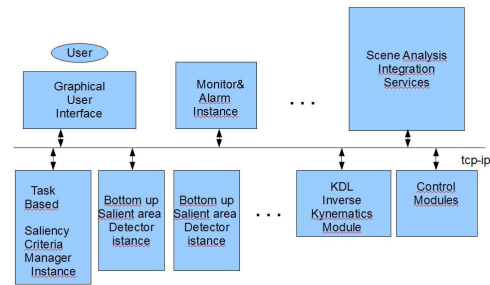 User
Graphical
User
Interface
Monitor&
Alarm
Instance
. . .
Scene Analysis
Integration
Services
tcp-ip
Task
Based
Saliency
Criteria
Manager
Instance
Bottom up
Salient area
Detector
istance
Bottom up
Salient area
Detector
istance
. . .
KDL
Inverse
Kynematics
Module
Control
Modules